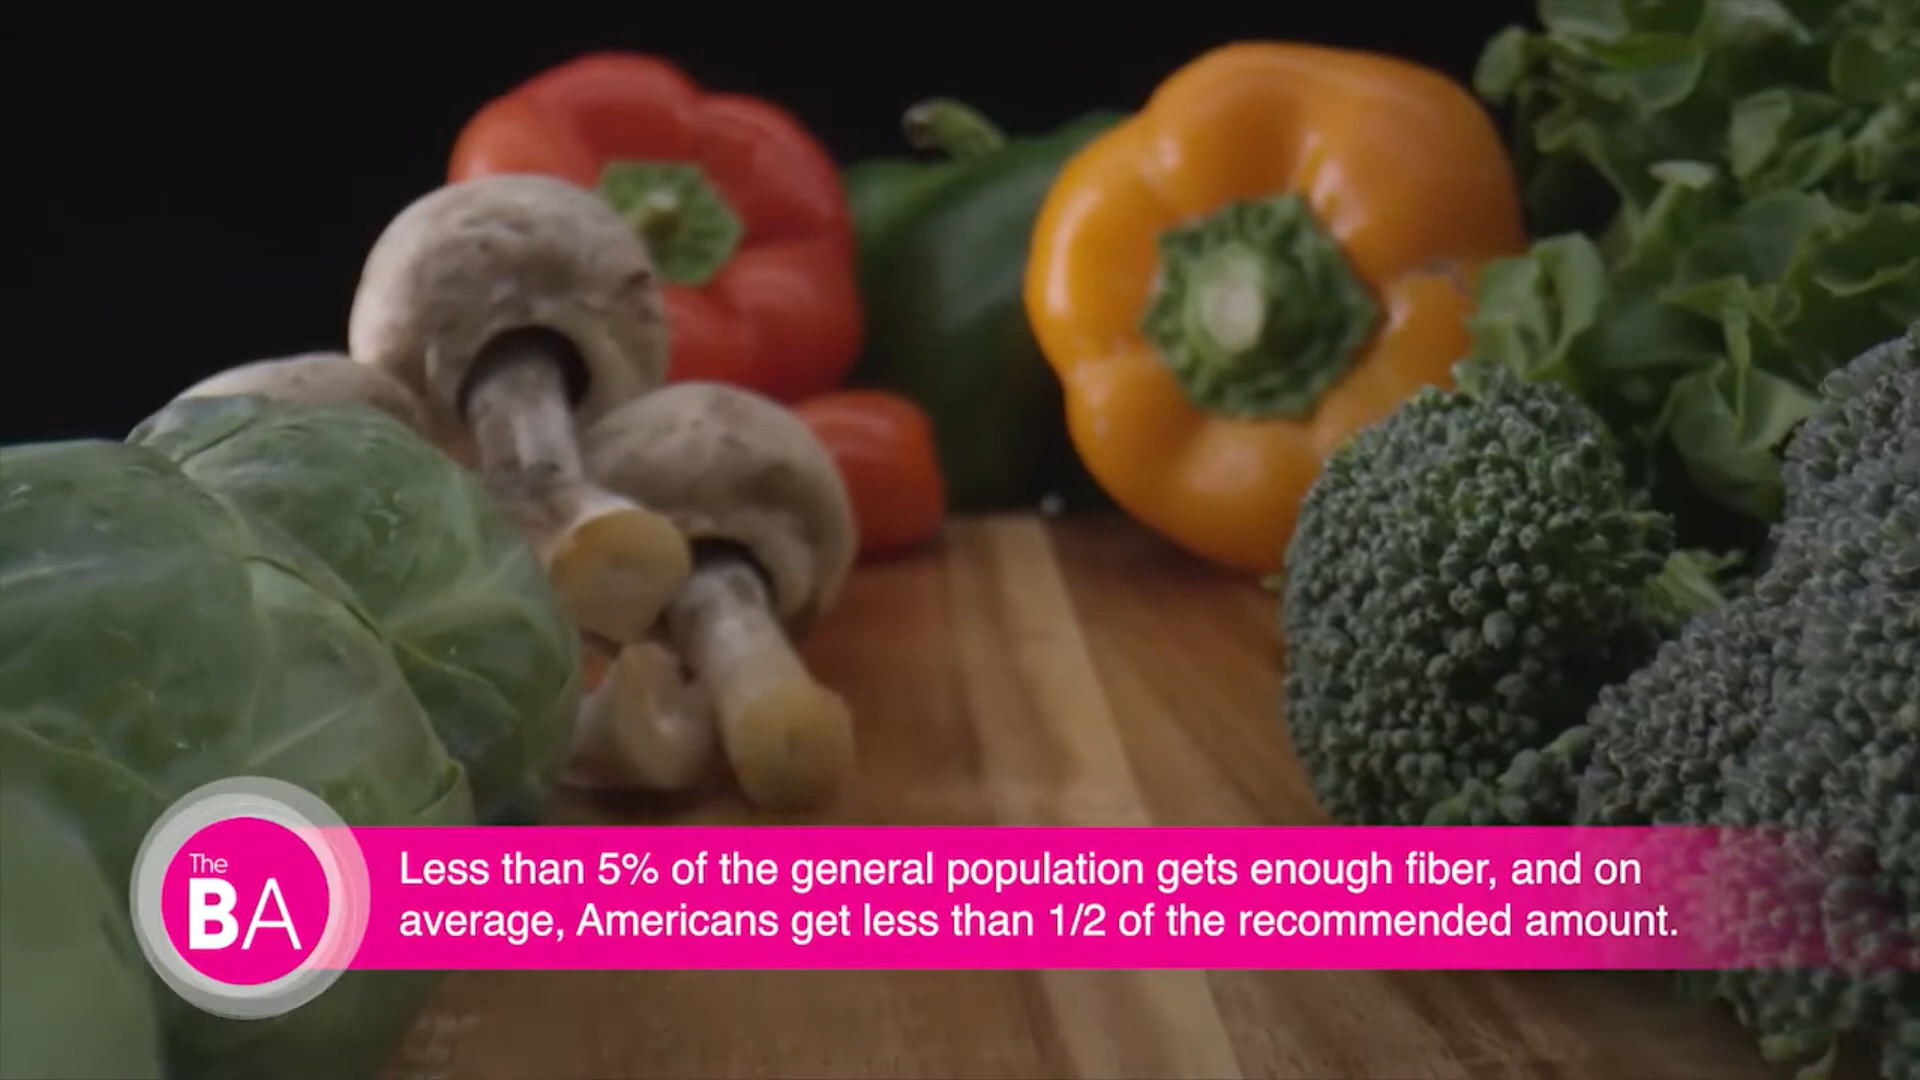 The
BA
Less than 5% of the general population gets enough fiber, and on
average, Americans get less than 1/2 of the recommended amount.